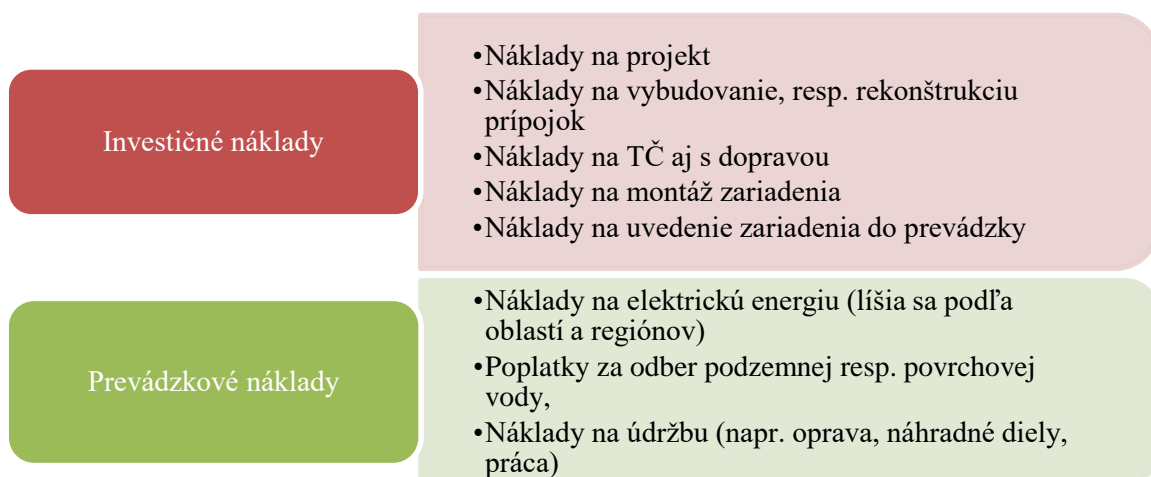 Investičné náklady
•Náklady na projekt
•Náklady na vybudovanie, resp. rekonštrukciu
prípojok
•Náklady na TČ aj s dopravou
•Náklady na montáž zariadenia
•Náklady na uvedenie zariadenia do prevádzky
Prevádzkové náklady
•Náklady na elektrickú energiu (líšia sa podľa
oblastí a regiónov)
•Poplatky za odber podzemnej resp. povrchovej
vody,
•Náklady na údržbu (napr. oprava, náhradné diely,
práca)